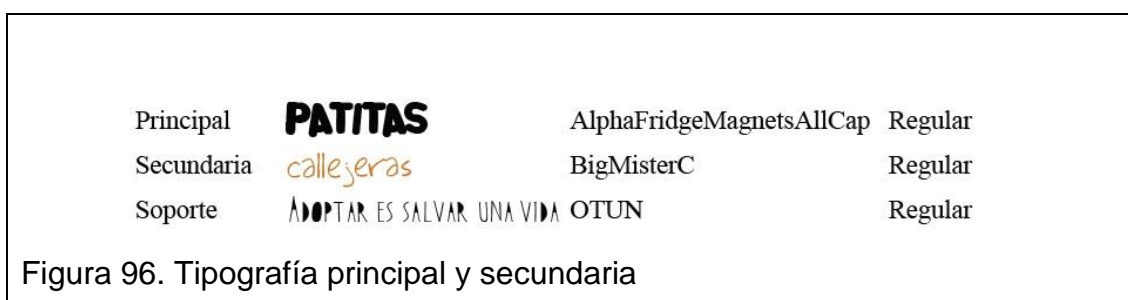 Principal PATITAS AlphaFridgeMagnetsAllCap Regular
Secundaria callejeras BigMisterC Regular
Soporte ADOPTAR ES SALVAR UNA VIDA OTUN Regular
Figura 96. Tipografía principal y secundaria